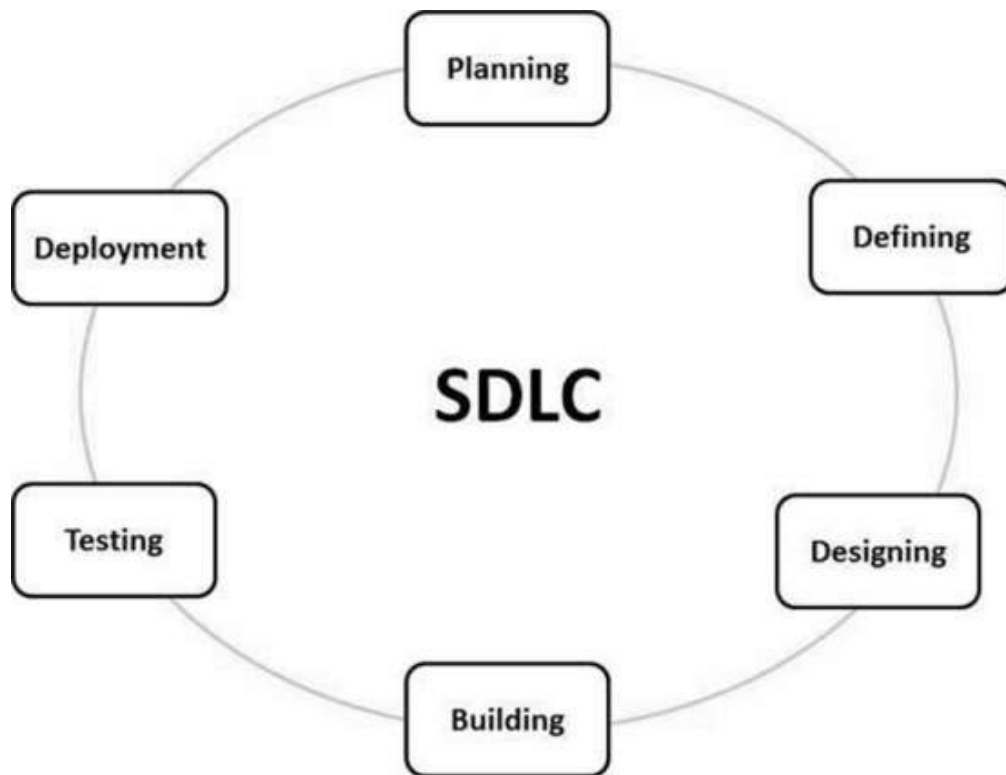 Planning
Defining
Designing
Building
Testing
Deployment
SDLC